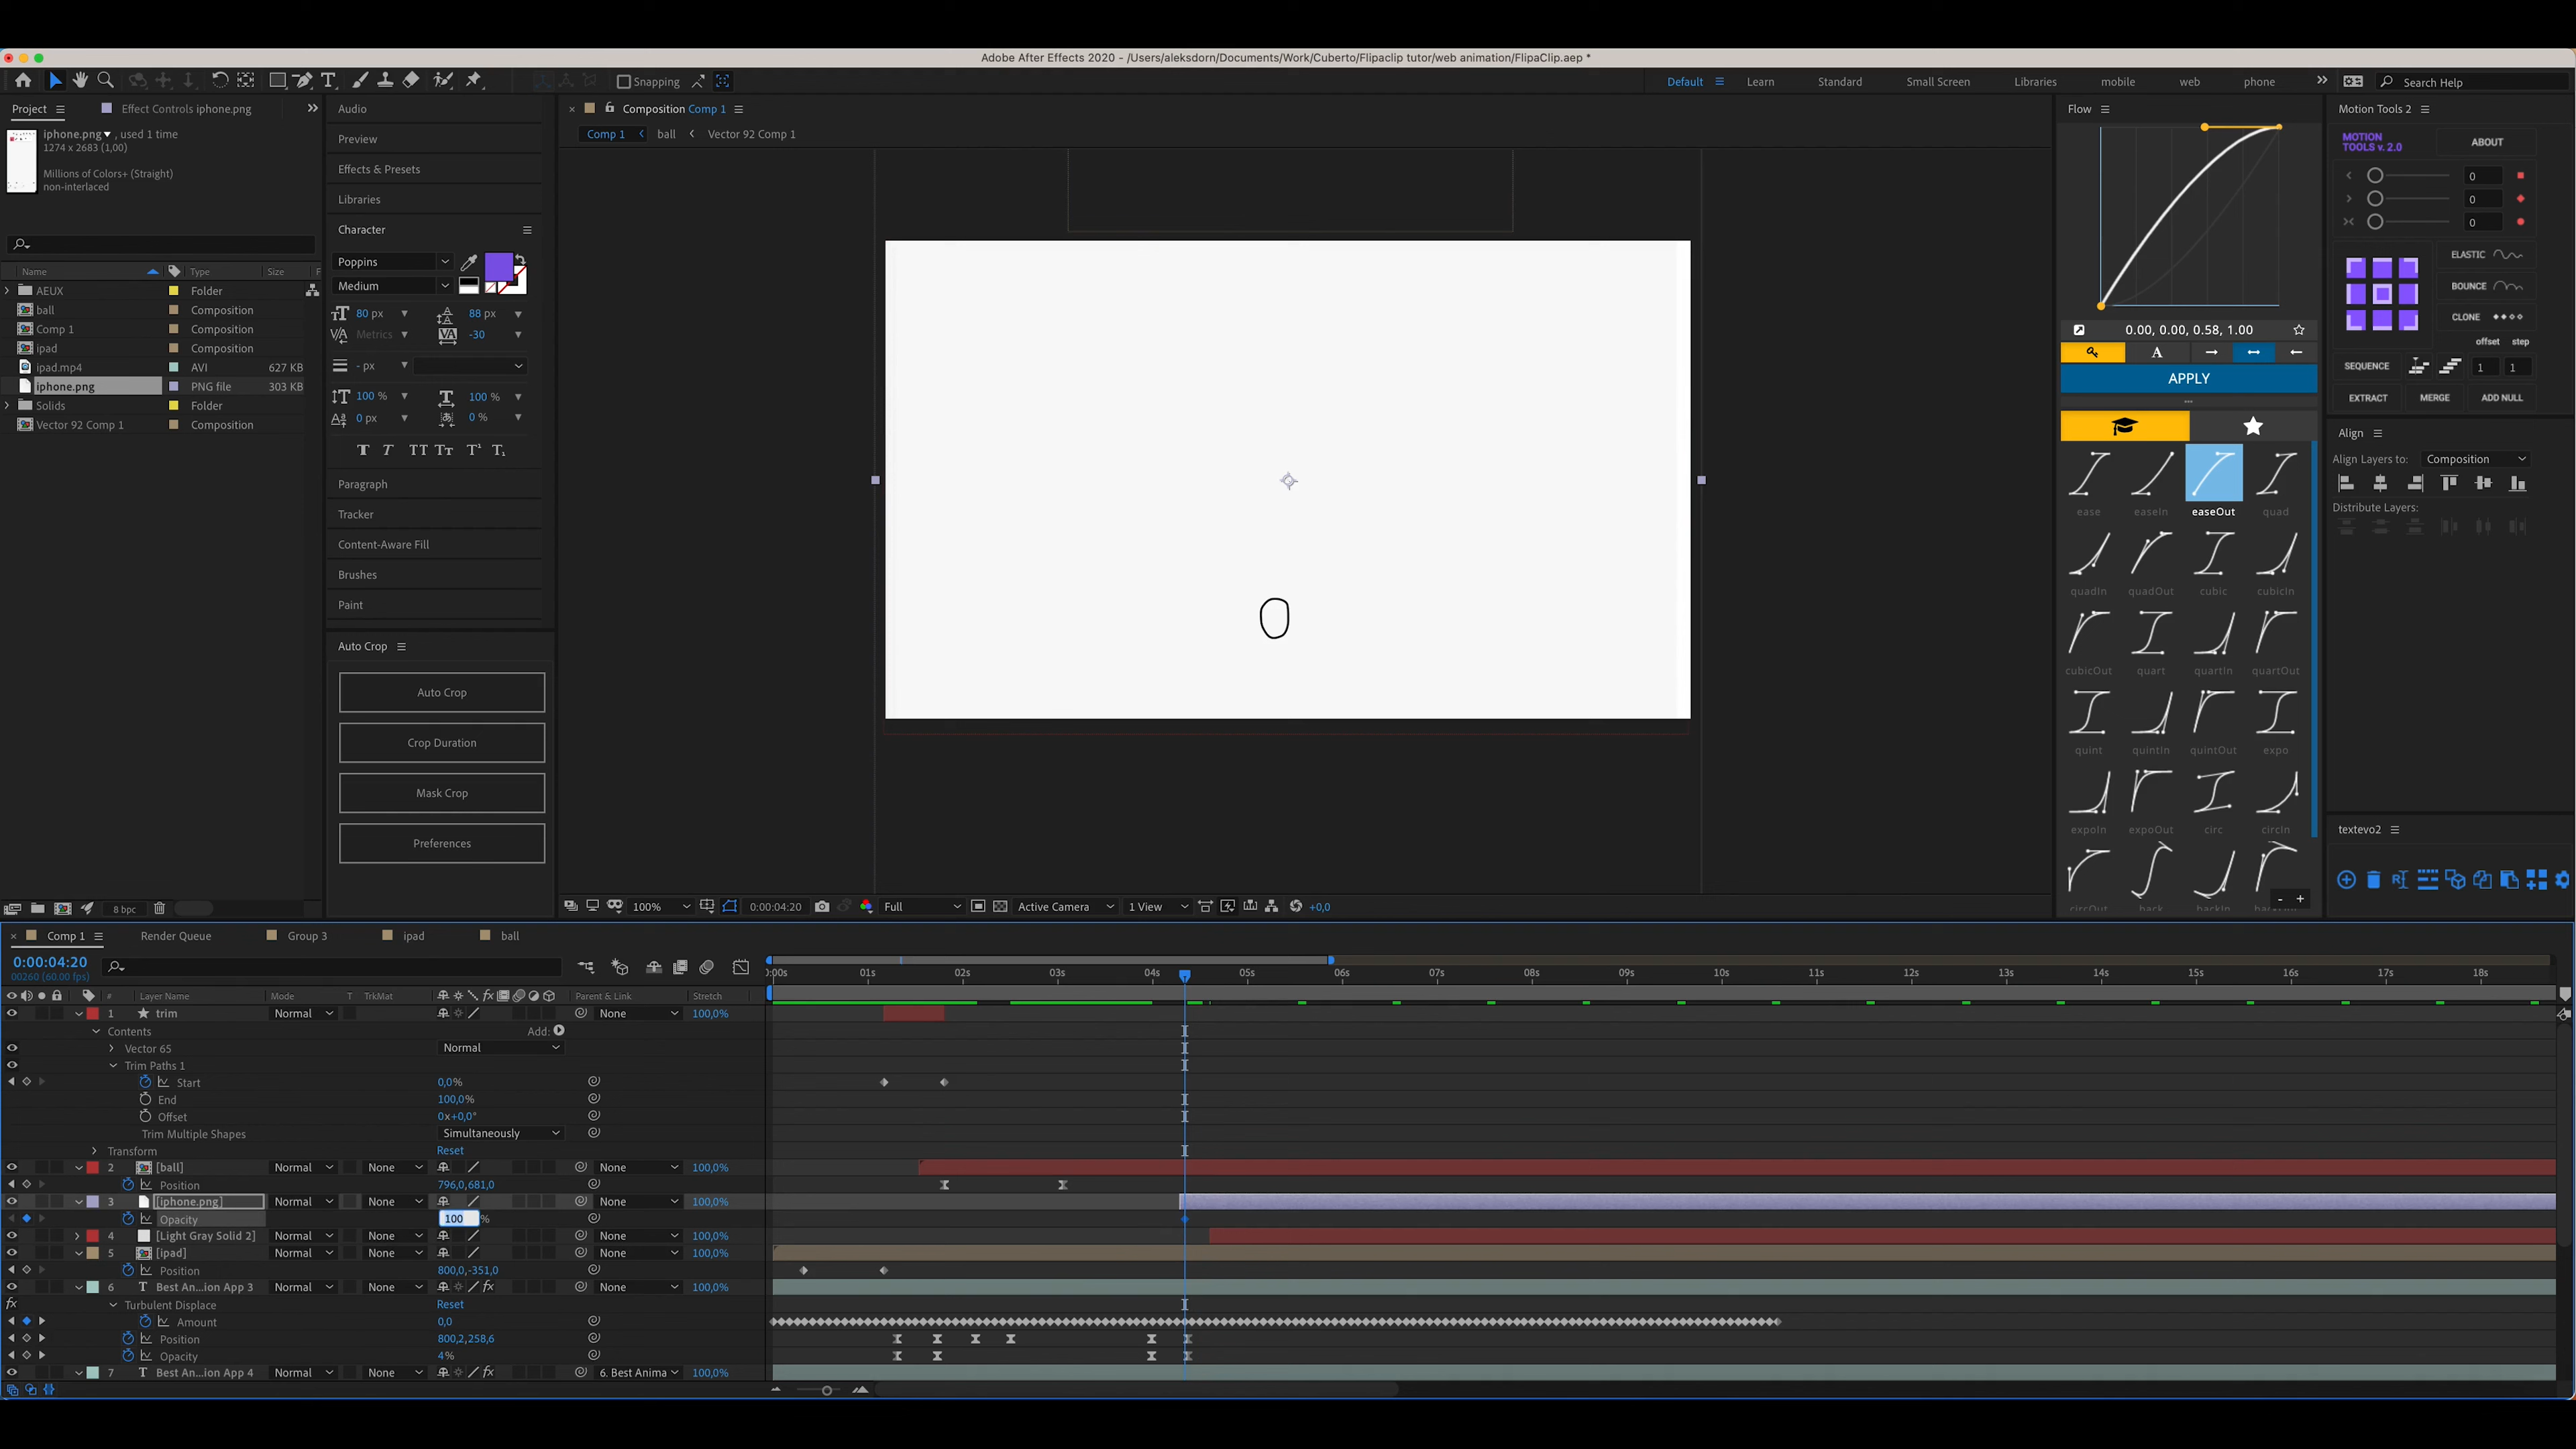 Adobe After Effects 2020 - /Users/aleksdorn/Documents/Work/Cuberto/Flipaclip tutor/web animation/FlipaClip.aep *
Snapping
Default
Learn
Standard
Small Screen
Libraries
mobile
web
phone
Search Help
Project
Effect Controls iphone.png
iphone.png , used 1 time
1274 x 2683 (1,00)
Millions of Colors+ (Straight)
non-interlaced
Name
Type
Size
F
AEUX
Folder
ball
Composition
Comp 1
Composition
ipad
Composition
ipad.mp4
AVI
627 KB
iphone.png
PNG file
303 KB
Solids
Folder
Vector 92 Comp 1
Composition
8 bpc
Audio
Preview
Effects & Presets
Libraries
Character
Poppins
Medium
80 px
88 px
Metrics
-30
- px
100 %
100 %
0 px
0 %
Paragraph
Tracker
Content-Aware Fill
Brushes
Paint
Auto Crop
Auto Crop
Crop Duration
Mask Crop
Preferences
Composition Comp 1
Comp 1
ball
Vector 92 Comp 1
100%
0:00:04:20
Full
Active Camera
1 View
+0,0
Flow
0.00, 0.00, 0.58, 1.00
A
APPLY
ease
easeIn
easeOut
quad
quadIn
quadOut
cubic
cubicIn
cubicOut
quart
quartIn
quartOut
quint
quintIn
quintOut
expo
expoIn
expoOut
circ
circIn
circOut
back
backIn
- +
Motion Tools 2
MOTION
TOOLS v. 2.0
ABOUT
0
0
0
ELASTIC
BOUNCE
CLONE
offset
step
SEQUENCE
1
1
EXTRACT
MERGE
ADD NULL
Align
Align Layers to:
Composition
Distribute Layers:
textevo2
Comp 1
Render Queue
Group 3
ipad
ball
0:00:04:20
00260 (60.00 fps)
:00s
01s
02s
03s
04s
05s
06s
07s
08s
09s
10s
11s
12s
13s
14s
15s
16s
17s
18s
#
Layer Name
Mode
T
TrkMat
Parent & Link
Stretch
1
trim
Normal
None
100,0%
Contents
Add:
Vector 65
Normal
Trim Paths 1
Start
0,0%
End
100,0%
Offset
0x+0,0°
Trim Multiple Shapes
Simultaneously
Transform
Reset
2
[ball]
Normal
None
None
100,0%
Position
796,0,681,0
3
[iphone.png]
Normal
None
None
100,0%
Opacity
100 %
4
[Light Gray Solid 2]
Normal
None
None
100,0%
5
[ipad]
Normal
None
None
100,0%
Position
800,0,-351,0
6
T
Best An...ion App 3
Normal
None
fx
None
100,0%
fx
Turbulent Displace
Reset
Amount
0,0
Position
800,2,258,6
Opacity
4%
7
T
Best An...ion App 4
Normal
None
fx
6. Best Anima
100,0%